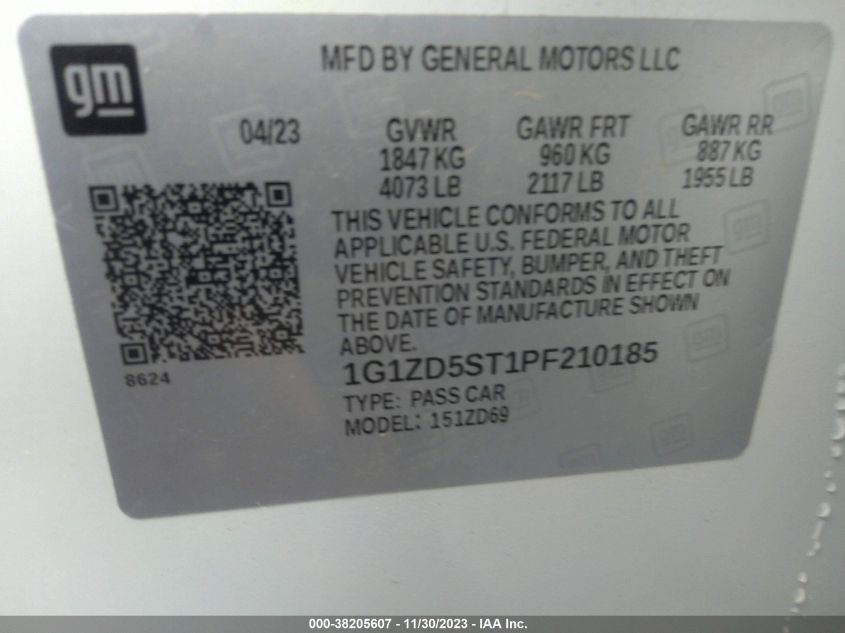 gm
MFD BY GENERAL MOTORS LLC
04/23
GVWR
1847 KG
4073 LB
GAWR FRT
960 KG
2117 LB
GAWR RR
887 KG
1955 LB
THIS VEHICLE CONFORMS TO ALL
APPLICABLE U.S. FEDERAL MOTOR
VEHICLE SAFETY, BUMPER, AND THEFT
PREVENTION STANDARDS IN EFFECT ON
THE DATE OF MANUFACTURE SHOWN
ABOVE.
8624
1G1ZD5ST1PF210185
TYPE: PASS CAR
MODEL: 151ZD69
000-38205607 - 11/30/2023 - IAA Inc.